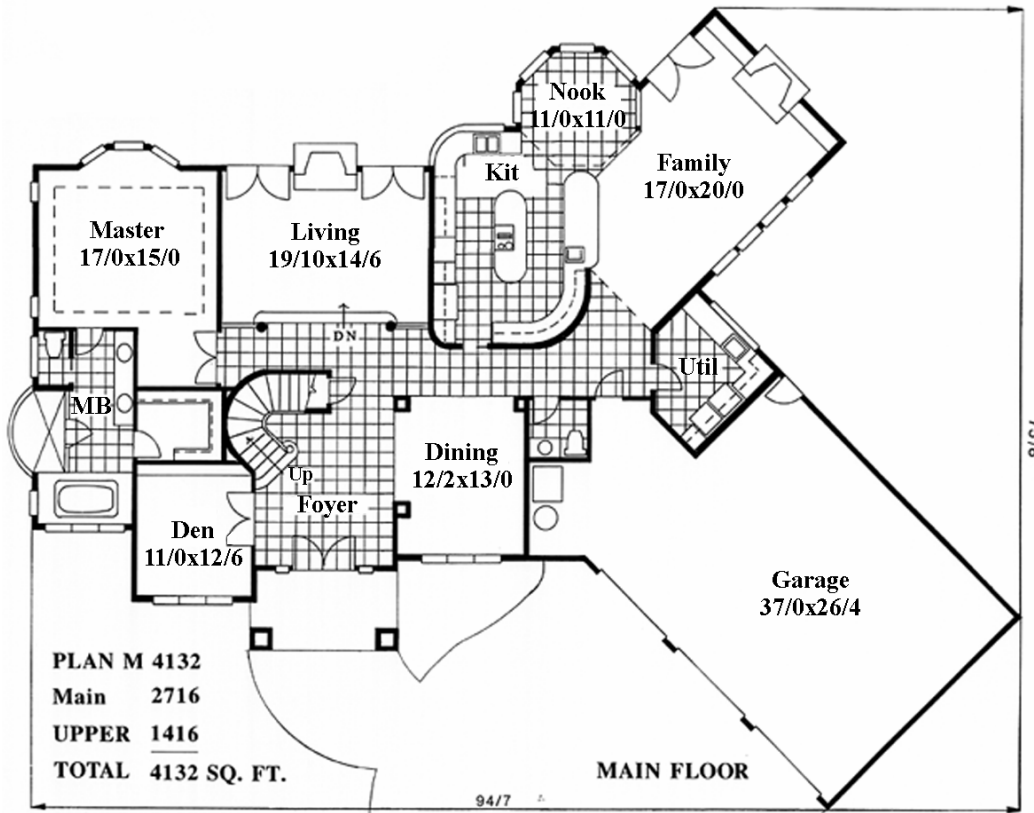 Nook
11/0x11/0
Kit
Family
17/0x20/0
Master
17/0x15/0
Living
19/10x14/6
DN
Util
MB
Dining
12/2x13/0
Up
Foyer
Den
11/0x12/6
Garage
37/0x26/4
PLAN M 4132
Main 2716
UPPER 1416
TOTAL 4132 SQ. FT.
MAIN FLOOR
94/7